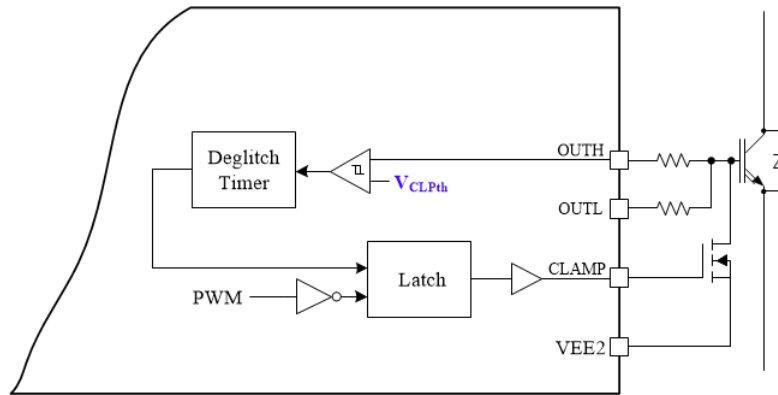 OUTH
Deglitch
Timer
V_CLPth
OUTL
CLAMP
Latch
PWM
VEE2